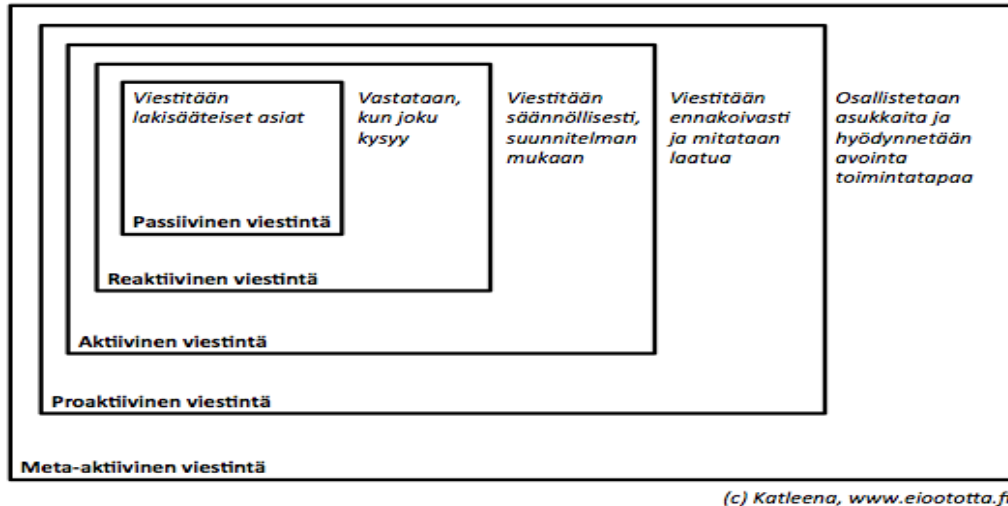 Viestitään
lakisääteiset asiat
Passiivinen viestintä
Vastataan,
kun joku
kysyy
Reaktiivinen viestintä
Viestitään
säännöllisesti,
suunnitelman
mukaan
Aktiivinen viestintä
Viestitään
ennakoivasti
ja mitataan
laatua
Proaktiivinen viestintä
Osallistetaan
asukkaita ja
hyödynnetään
avointa
toimintatapaa
Meta-aktiivinen viestintä
(c) Katleena, www.eioototta.fi